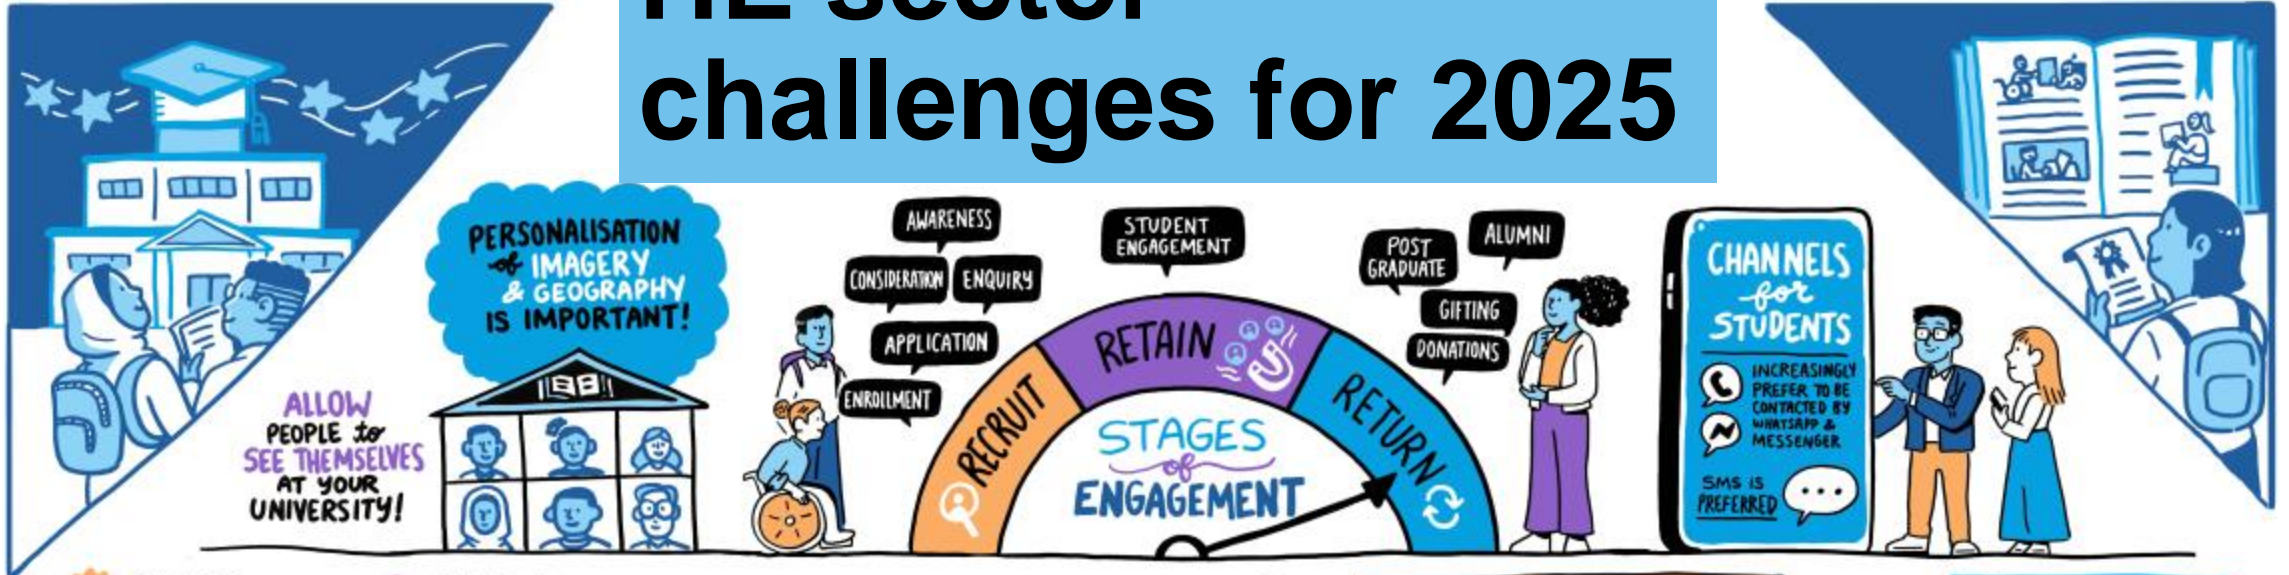 HE sector
challenges for 2025
PERSONALISATION
of IMAGERY
& GEOGRAPHY
IS IMPORTANT!
ALLOW
PEOPLE to
SEE THEMSELVES
AT YOUR
UNIVERSITY!
AWARENESS
CONSIDERATION
ENQUIRY
APPLICATION
ENROLLMENT
STUDENT
ENGAGEMENT
POST
GRADUATE
ALUMNI
GIFTING
DONATIONS
RECRUIT
RETAIN
RETURN
STAGES
of
ENGAGEMENT
CHANNELS
for
STUDENTS
INCREASINGLY
PREFER TO BE
CONTACTED BY
WHATSAPP &
MESSENGER
SMS IS
PREFERRED